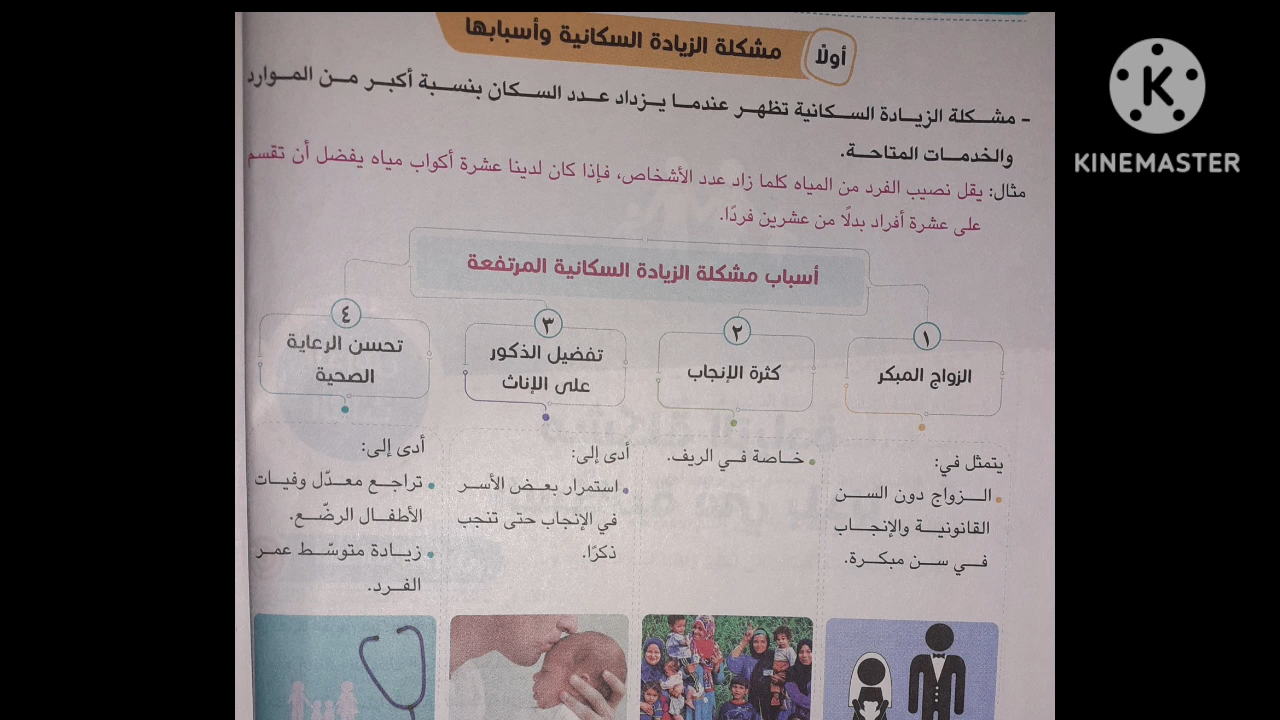 أولًا
مشكلة الزيادة السكانية وأسبابها
- مشكلة الزيادة السكانية تظهر عندما يزداد عدد السكان بنسبة أكبر من الموارد
والخدمات المتاحة.
مثال: يقل نصيب الفرد من المياه كلما زاد عدد الأشخاص، فإذا كان لدينا عشرة أكواب مياه يفضل أن تقسم
على عشرة أفراد بدلًا من عشرين فردًا.
أسباب مشكلة الزيادة السكانية المرتفعة
١
الزواج المبكر
يتمثل في:
• الزواج دون السن
القانونية والإنجاب
في سن مبكرة.
٢
كثرة الإنجاب
• خاصة في الريف.
٣
تفضيل الذكور
على الإناث
أدى إلى:
• استمرار بعض الأسر
في الإنجاب حتى تنجب
ذكرًا.
٤
تحسن الرعاية
الصحية
أدى إلى:
• تراجع معدّل وفيات
الأطفال الرضّع.
• زيادة متوسّط عمر
الفرد.
K
KINEMASTER